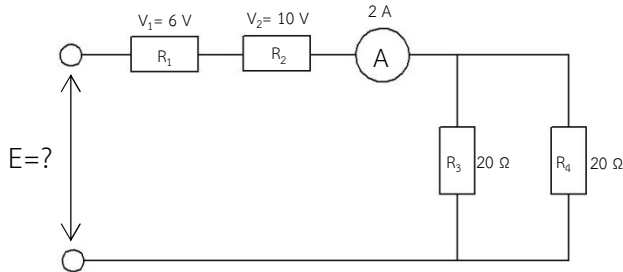 V₁= 6 V
V₂= 10 V
2 A
R₁
R₂
A
E=?
R₃
20 Ω
R₄
20 Ω